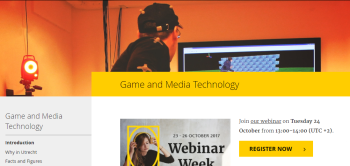 Game and Media Technology
Game and Media
Technology
Introduction
Why in Utrecht
Facts and Figures
23 - 26 OCTOBER 2017
Webinar
Week
Join our webinar on Tuesday 24
October from 13:00-14:00 (UTC +2).
REGISTER NOW